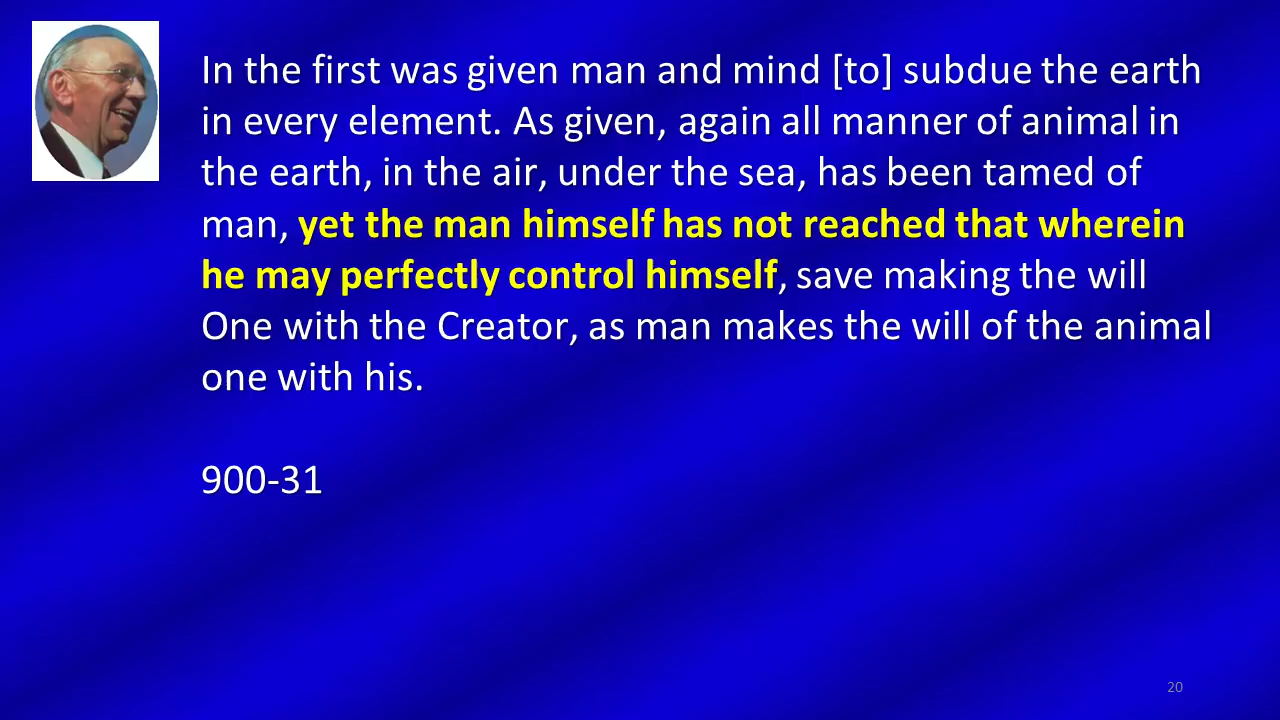 In the first was given man and mind [to] subdue the earth
in every element. As given, again all manner of animal in
the earth, in the air, under the sea, has been tamed of
man, yet the man himself has not reached that wherein
he may perfectly control himself, save making the will
One with the Creator, as man makes the will of the animal
one with his.
900-31
20